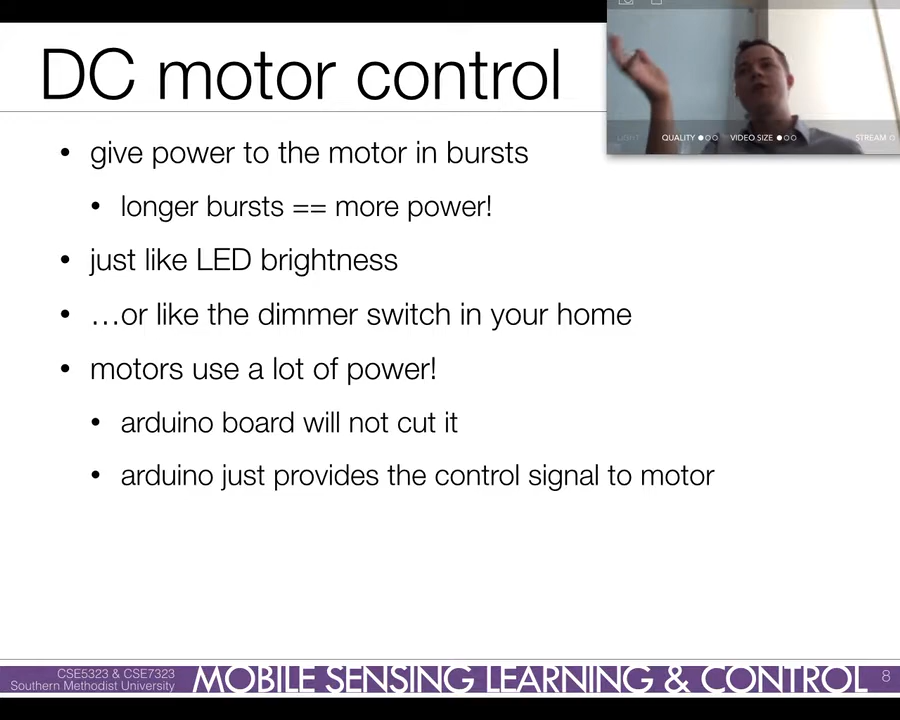 DC motor control
LIGHT QUALITY VIDEO SIZE STREAM
• give power to the motor in bursts
• longer bursts == more power!
• just like LED brightness
• …or like the dimmer switch in your home
• motors use a lot of power!
• arduino board will not cut it
• arduino just provides the control signal to motor
CSE5323 & CSE7323
Southern Methodist University
MOBILE SENSING LEARNING & CONTROL
8